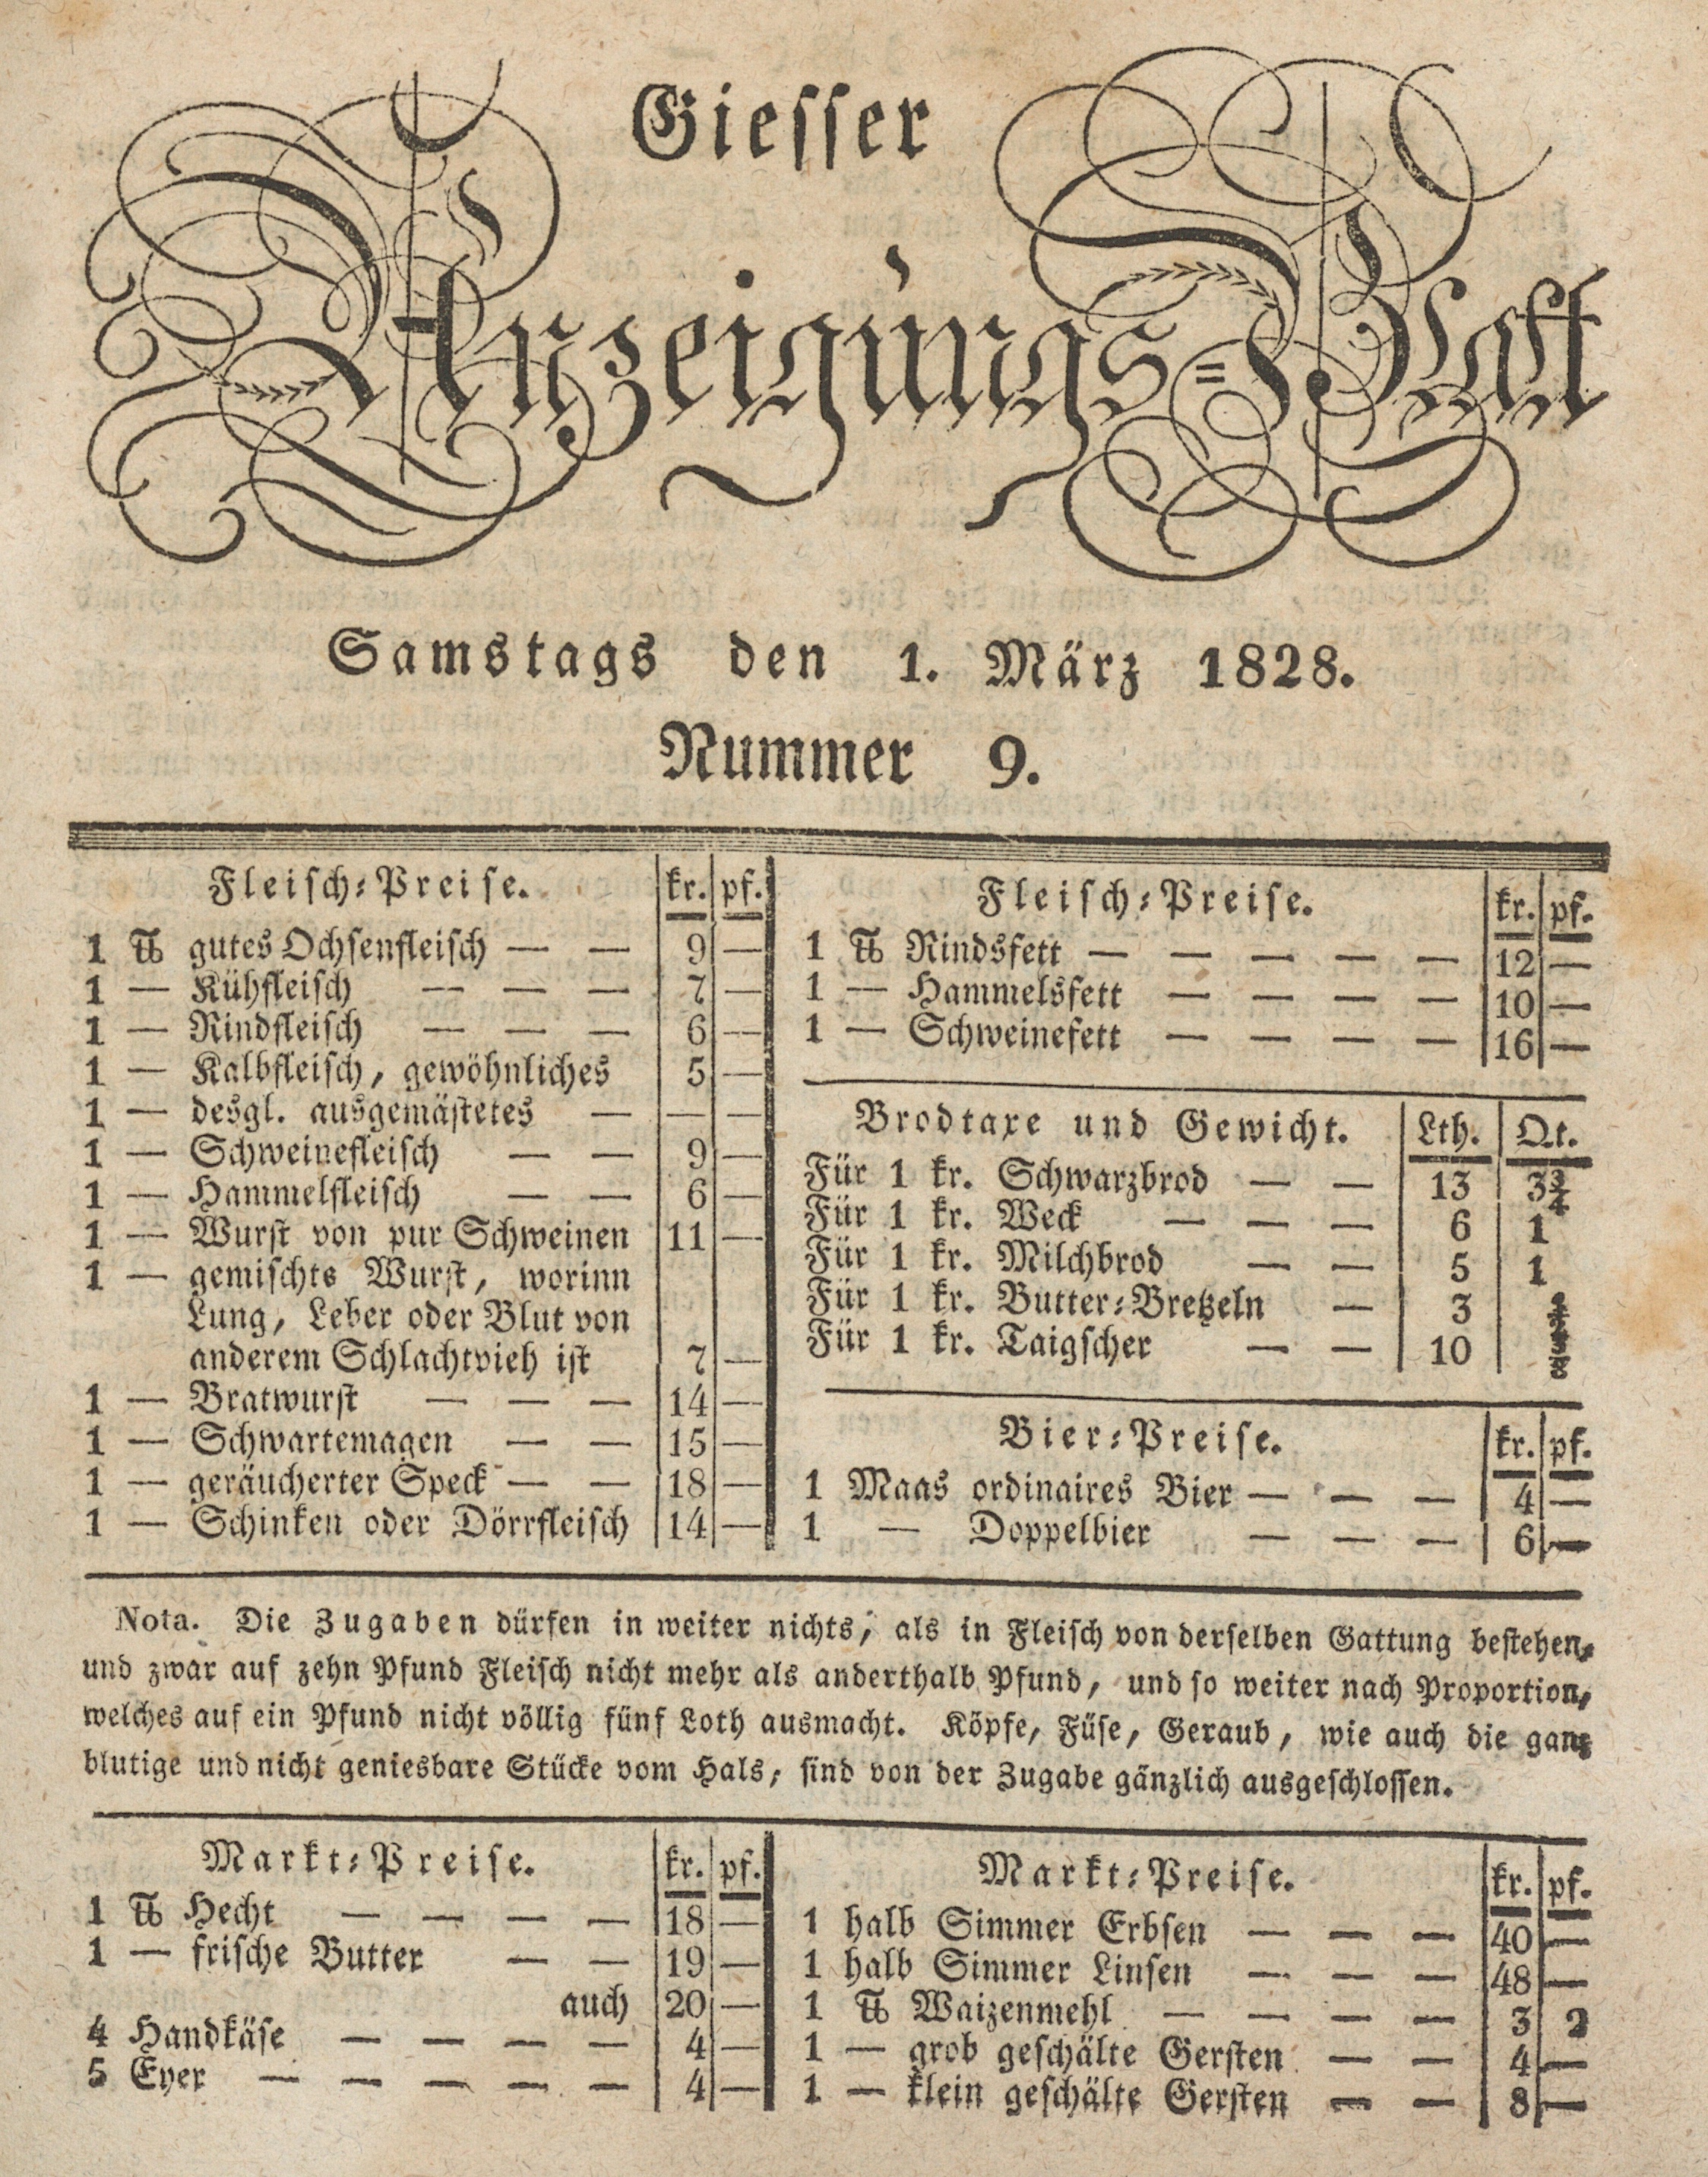 Giesser
Anzeigungs-Blatt
Samstags den 1. März 1828.
Nummer 9.
Fleisch-Preise. kr. pf.
1 ℔ gutes Ochsenfleisch — — 9 —
1 — Kühfleisch — — — 7 —
1 — Rindfleisch — — — 6 —
1 — Kalbfleisch, gewöhnliches 5 —
1 — desgl. ausgemästetes — — —
1 — Schweinefleisch — — 9 —
1 — Hammelfleisch — — 6 —
1 — Wurst von pur Schweinen 11 —
1 — gemischte Wurst, worinn
Lung, Leber oder Blut von
anderem Schlachtvieh ist 7 —
1 — Bratwurst — — — 14 —
1 — Schwartemagen — — 15 —
1 — geräucherter Speck — — 18 —
1 — Schinken oder Dörrfleisch 14 —
Fleisch-Preise. kr. pf.
1 ℔ Rindsfett — — — — — 12 —
1 — Hammelsfett — — — — 10 —
1 — Schweinefett — — — — 16 —
Brodtaxe und Gewicht. Lth. Qt.
Für 1 kr. Schwarzbrod — — 13 3¾
Für 1 kr. Weck — — — 6 1
Für 1 kr. Milchbrod — — 5 1
Für 1 kr. Butter-Bretzeln — 3
Für 1 kr. Taigscher — — 10
Bier-Preise. kr. pf.
1 Maas ordinaires Bier — — — 4 —
1 — Doppelbier — — — 6 —
Nota. Die Zugaben dürfen in weiter nichts, als in Fleisch von derselben Gattung bestehen,
und zwar auf zehn Pfund Fleisch nicht mehr als anderthalb Pfund, und so weiter nach Proportion,
welches auf ein Pfund nicht völlig fünf Loth ausmacht. Köpfe, Füse, Geraub, wie auch die ganz
blutige und nicht geniesbare Stücke vom Hals, sind von der Zugabe gänzlich ausgeschlossen.
Markt-Preise. kr. pf.
1 ℔ Hecht — — — — 18 —
1 — frische Butter — — 19 —
auch 20 —
4 Handkäse — — — — 4 —
5 Eyer — — — — — 4 —
Markt-Preise. kr. pf.
1 halb Simmer Erbsen — — — 40 —
1 halb Simmer Linsen — — — 48 —
1 ℔ Waizenmehl — — — — 3 2
1 — grob geschälte Gersten — — 4 —
1 — klein geschälte Gersten — — 8 —